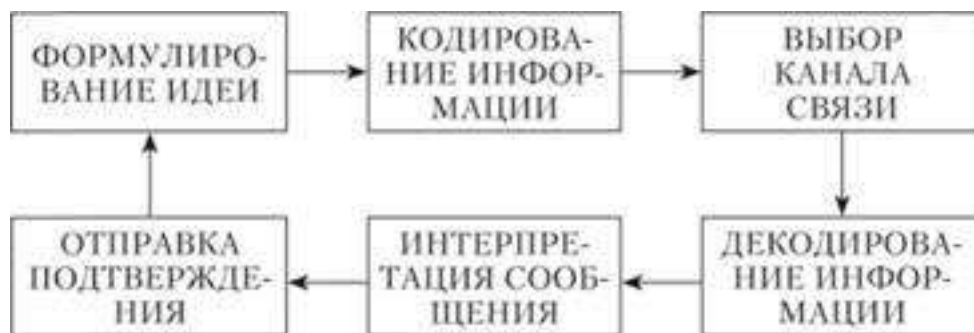 ФОРМУЛИРО-
ВАНИЕ ИДЕИ
КОДИРОВА-
НИЕ ИНФОР-
МАЦИИ
ВЫБОР
КАНАЛА
СВЯЗИ
ОТПРАВКА
ПОДТВЕРЖДЕ-
НИЯ
ИНТЕРПРЕ-
ТАЦИЯ СООБ-
ЩЕНИЯ
ДЕКОДИРОВА-
НИЕ ИНФОР-
МАЦИИ